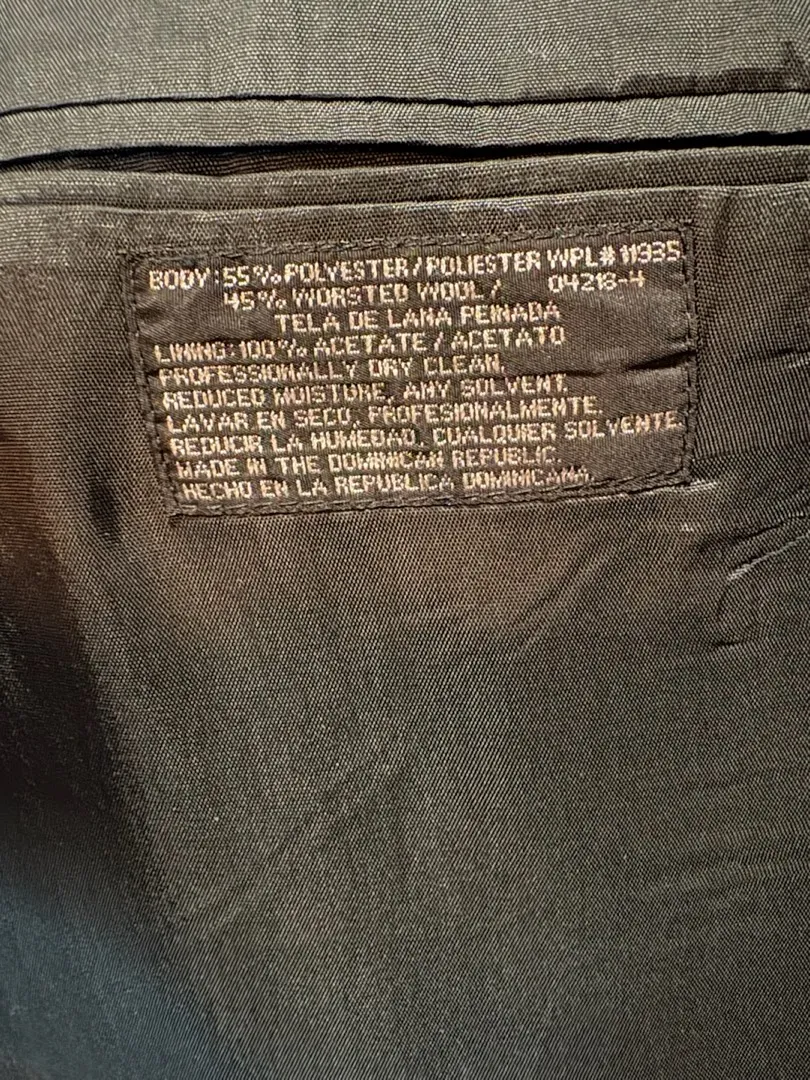 BODY: 55% POLYESTER / POLIESTER WPL# 11935
45% WORSTED WOOL / 04218-4
TELA DE LANA PEINADA
LINING: 100% ACETATE / ACETATO
PROFESSIONALLY DRY CLEAN.
REDUCED MOISTURE, ANY SOLVENT.
LAVAR EN SECO, PROFESIONALMENTE.
REDUCIR LA HUMEDAD, CUALQUIER SOLVENTE.
MADE IN THE DOMINICAN REPUBLIC.
HECHO EN LA REPUBLICA DOMINICANA.